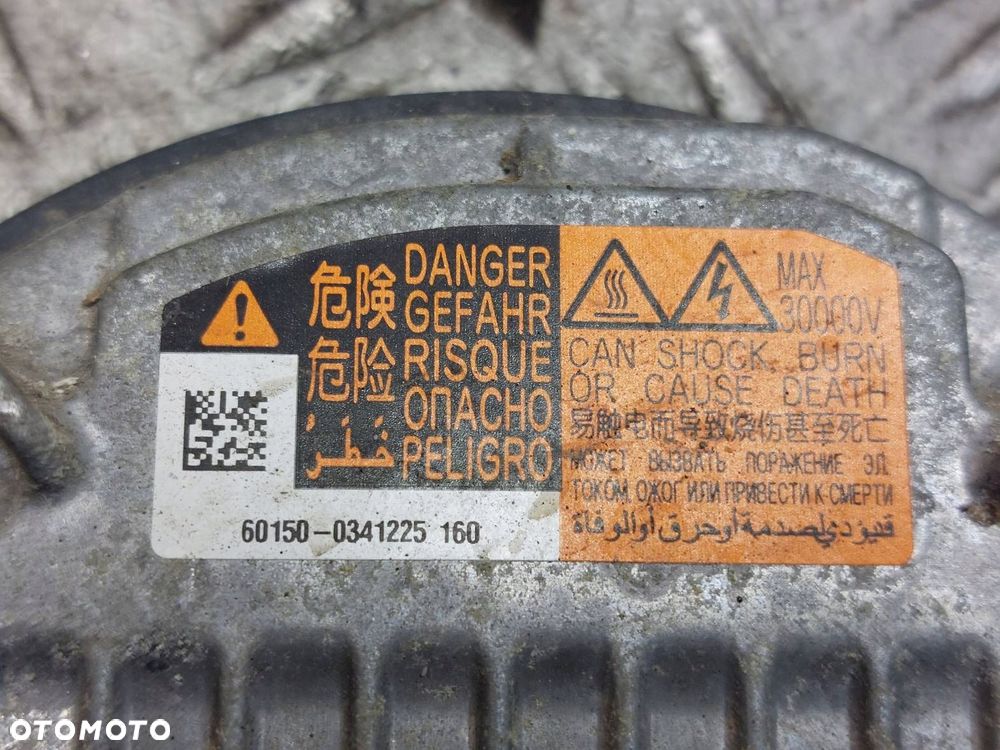 危険
危险
خَطَر
DANGER
GEFAHR
RISQUE
ОПАСНО
PELIGRO
60150-0341225 160
MAX
30000V
CAN SHOCK, BURN
OR CAUSE DEATH
易触电而导致烧伤甚至死亡
МОЖЕТ ВЫЗВАТЬ ПОРАЖЕНИЕ ЭЛ.
ТОКОМ, ОЖОГ ИЛИ ПРИВЕСТИ К СМЕРТИ
قد يؤدي لصدمة أو حرق أو الوفاة
OTOMOTO